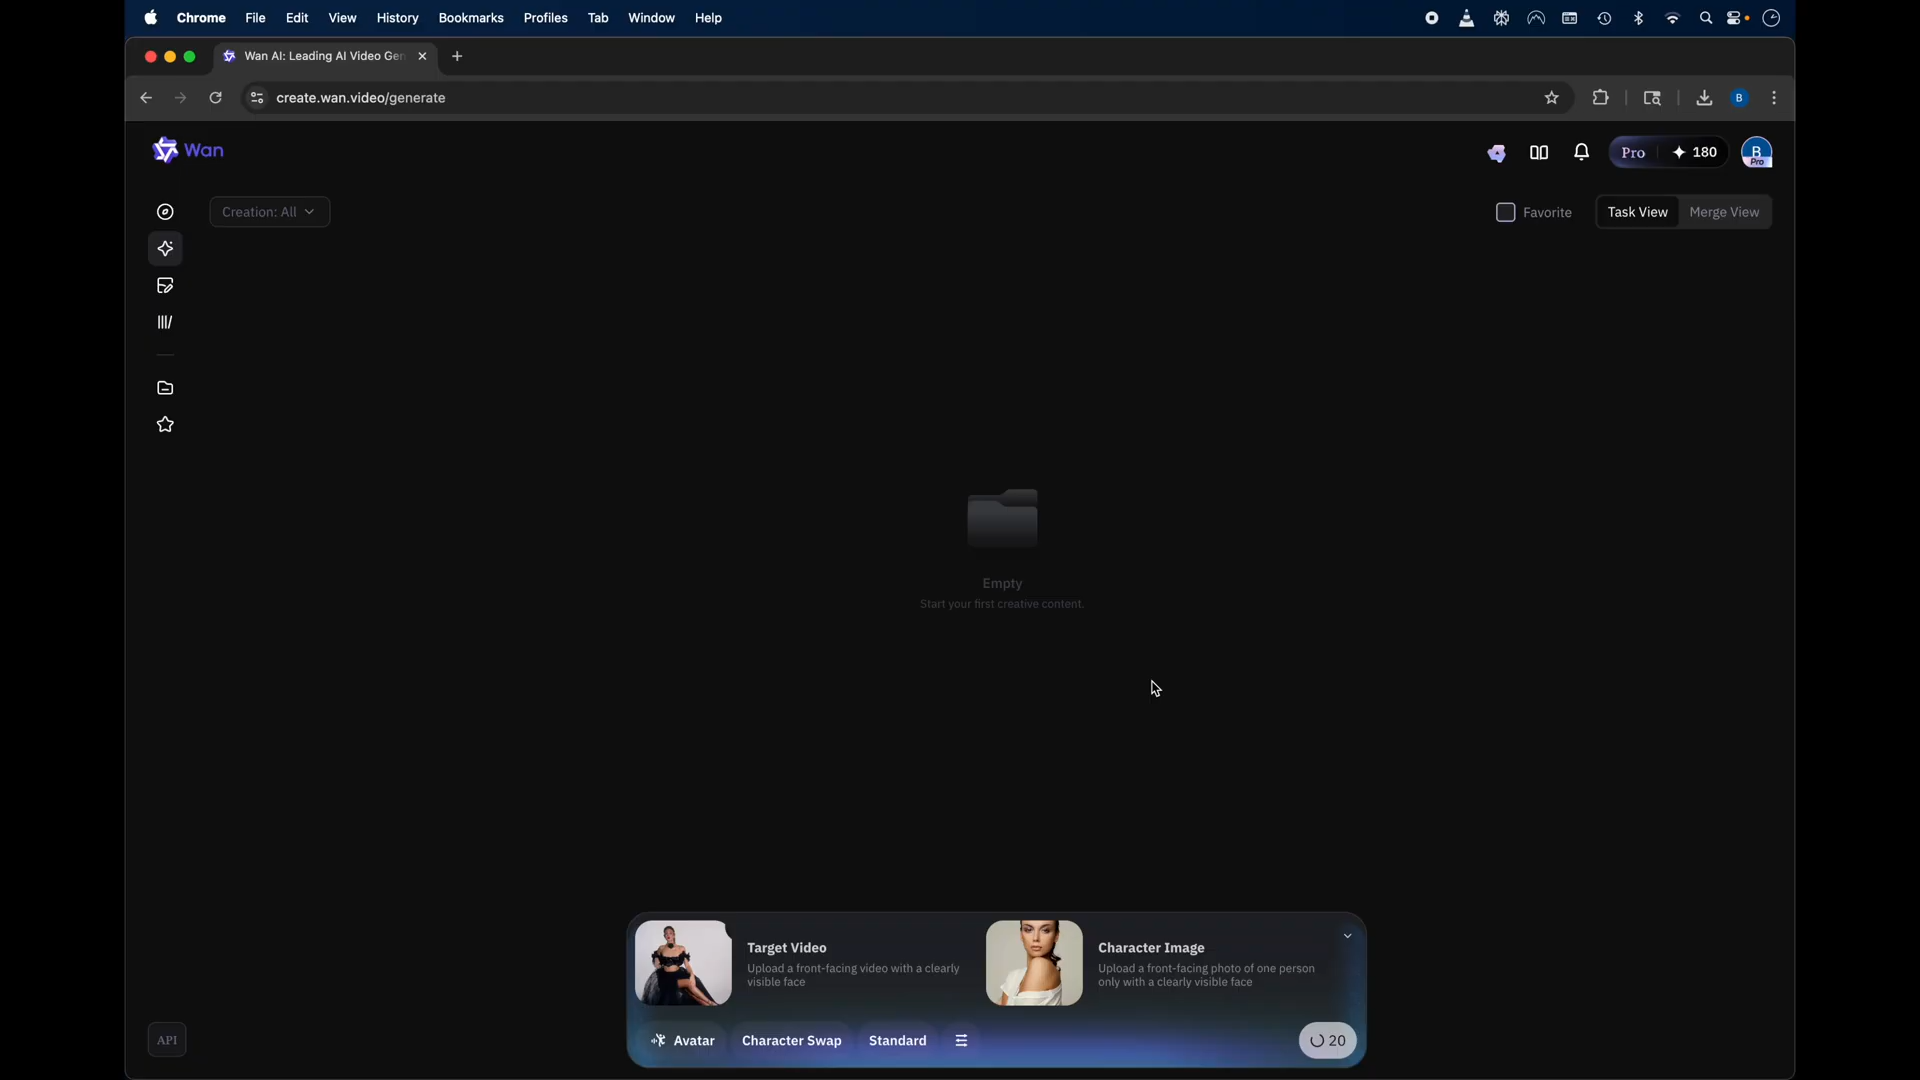 Chrome File Edit View History Bookmarks Profiles Tab Window Help
Wan AI: Leading AI Video Gen
create.wan.video/generate
B
Wan
Pro 180
B
Pro
Creation: All
Favorite
Task View Merge View
Empty
Start your first creative content.
Target Video
Upload a front-facing video with a clearly
visible face
Character Image
Upload a front-facing photo of one person
only with a clearly visible face
API
Avatar Character Swap Standard
20